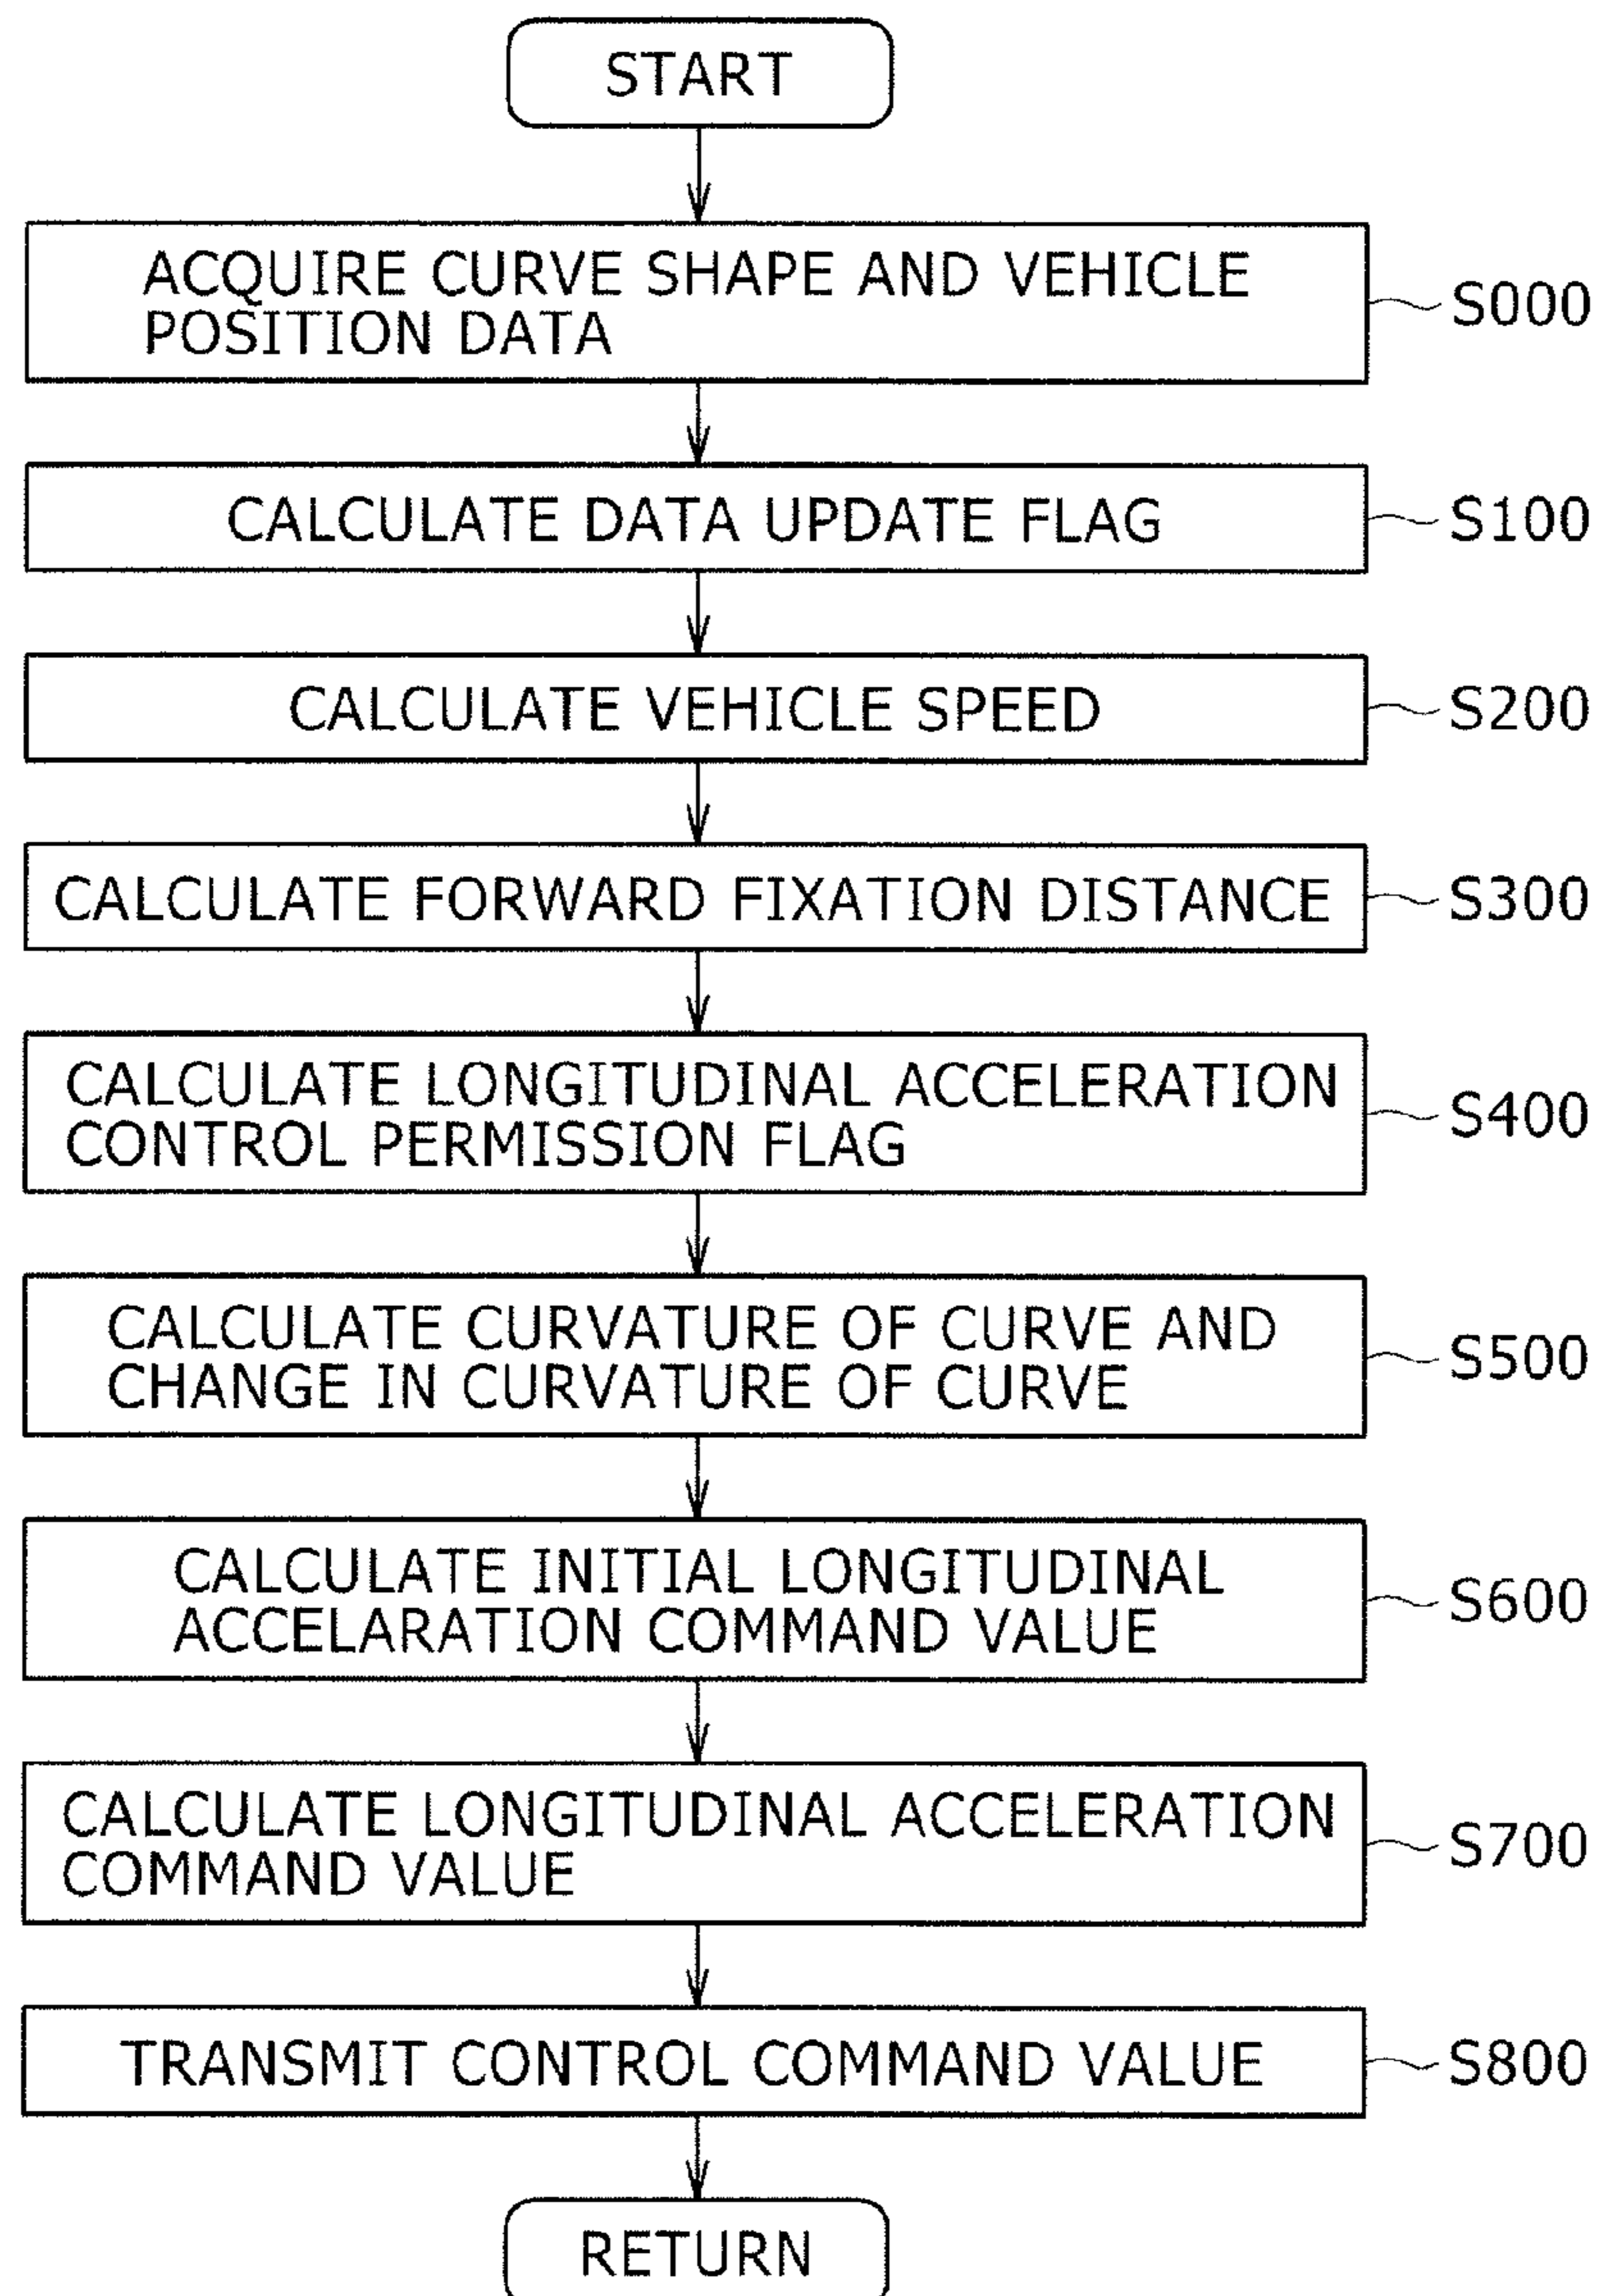 START
ACQUIRE CURVE SHAPE AND VEHICLE
POSITION DATA
S000
CALCULATE DATA UPDATE FLAG
S100
CALCULATE VEHICLE SPEED
S200
CALCULATE FORWARD FIXATION DISTANCE
S300
CALCULATE LONGITUDINAL ACCELERATION
CONTROL PERMISSION FLAG
S400
CALCULATE CURVATURE OF CURVE AND
CHANGE IN CURVATURE OF CURVE
S500
CALCULATE INITIAL LONGITUDINAL
ACCELARATION COMMAND VALUE
S600
CALCULATE LONGITUDINAL ACCELERATION
COMMAND VALUE
S700
TRANSMIT CONTROL COMMAND VALUE
S800
RETURN